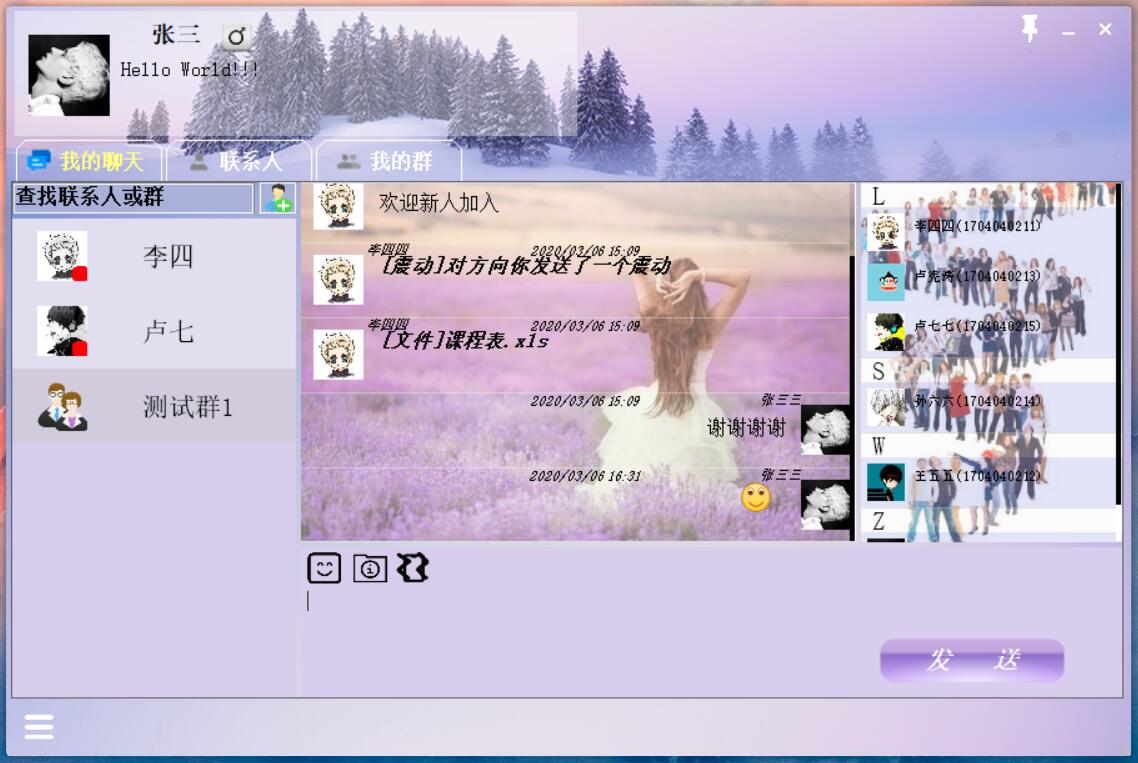 张三
Hello World!!!
我的聊天
联系人
我的群
查找联系人或群
李四
卢七
测试群1
欢迎新人加入
李四四 2020/03/06 15:09
[震动]对方向你发送了一个震动
李四四 2020/03/06 15:09
[文件]课程表.xls
2020/03/06 15:09 张三三
谢谢谢谢
2020/03/06 16:31 张三三
L
李四四(1704040211)
卢宪涛(1704040213)
卢七七(1704040215)
S
孙六六(1704040214)
W
王五五(1704040212)
Z
发 送